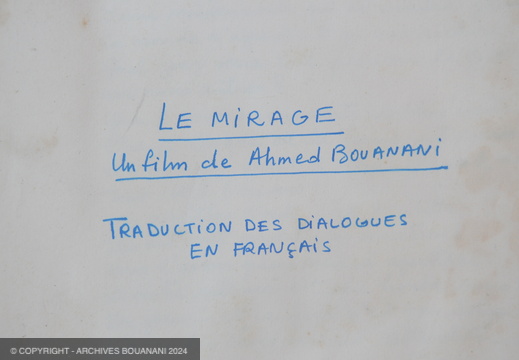 LE MIRAGE
Un film de Ahmed BOUANANI
TRADUCTION DES DIALOGUES
EN FRANÇAIS
© COPYRIGHT - ARCHIVES BOUANANI 2024